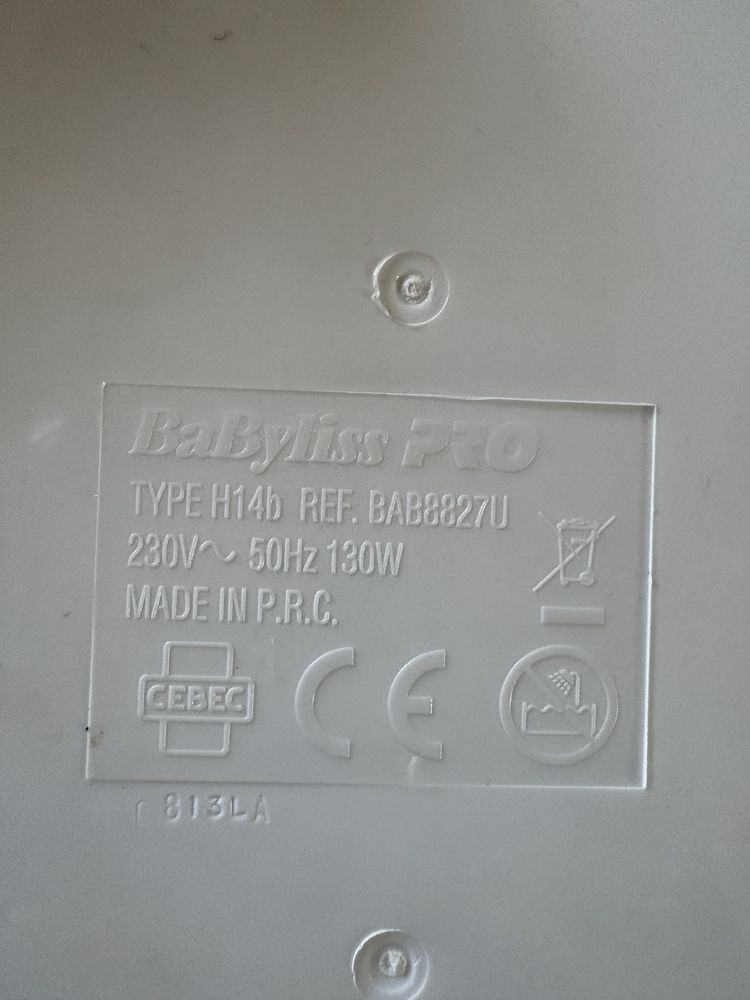 BaByliss PRO
TYPE H14b REF. BAB8827U
230V~ 50Hz 130W
MADE IN P.R.C.
CEBEC
CE
813LA